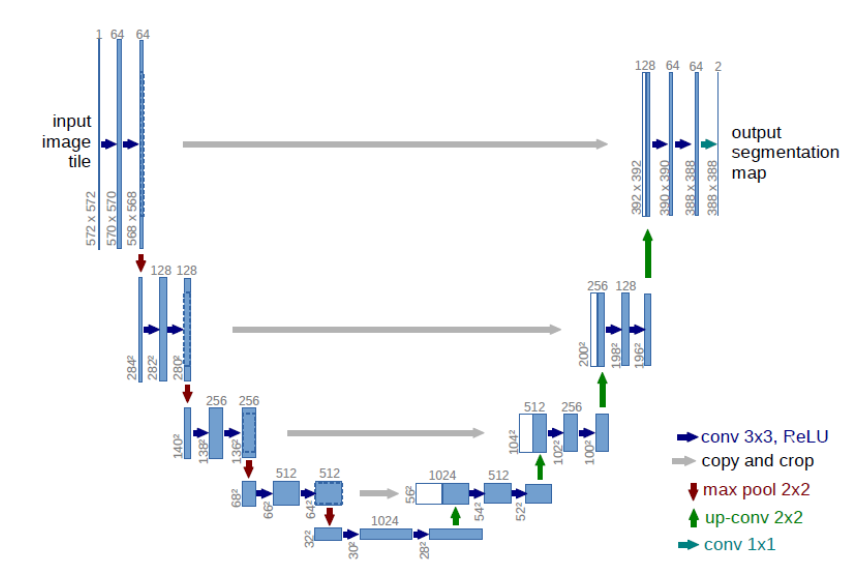 1 64 64
input
image
tile
572 x 572
570 x 570
568 x 568
128 64 64 2
output
segmentation
map
392 x 392
390 x 390
388 x 388
388 x 388
128 128
284²
282²
280²
256 128
200²
198²
196²
256 256
140²
138²
136²
512 256
104²
102²
100²
512 512
68²
66²
64²
1024 512
56²
54²
52²
1024
32²
30²
28²
conv 3x3, ReLU
copy and crop
max pool 2x2
up-conv 2x2
conv 1x1